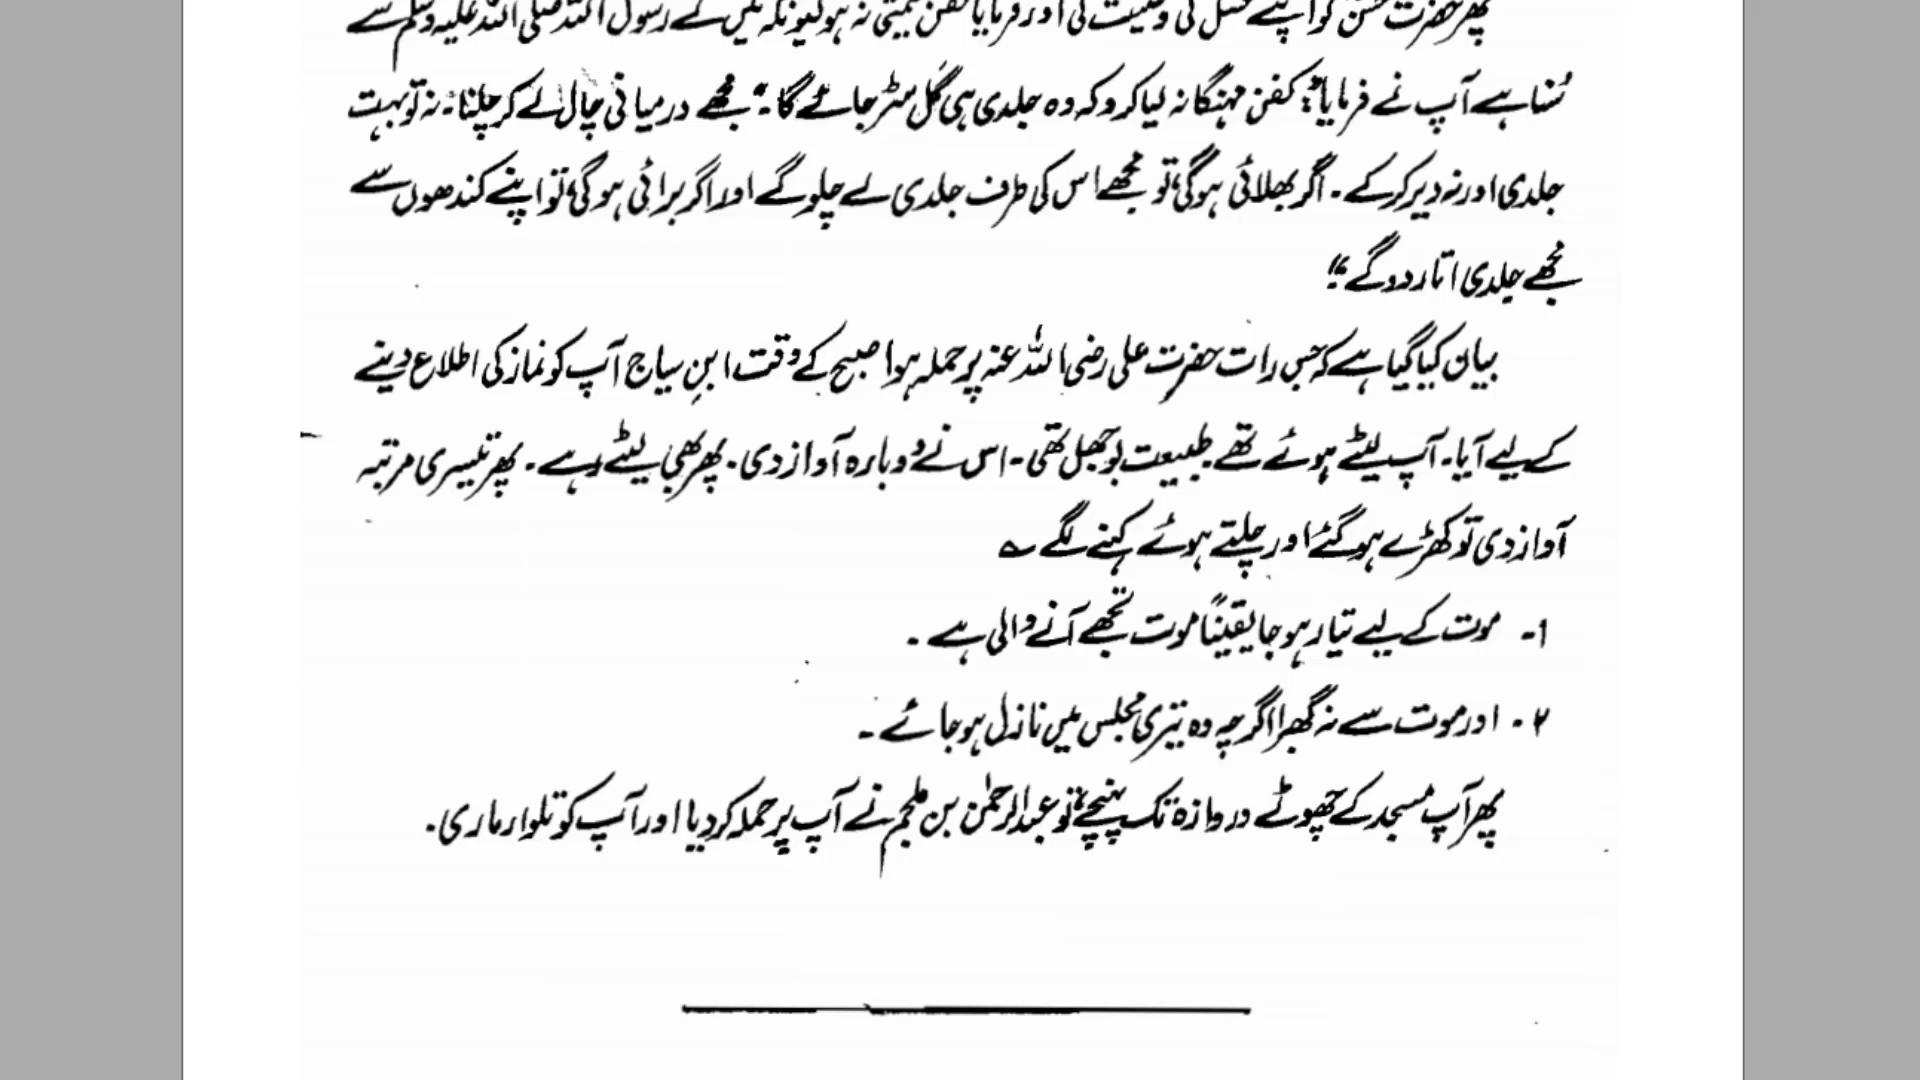 پھر حضرت حسنؓ کو اپنے غسل کی وصیت کی اور فرمایا کفن قیمتی نہ ہو کیونکہ میں نے رسول اللہ صلی اللہ علیہ وسلم سے
سُنا ہے آپ نے فرمایا: "کفن مہنگا نہ لیا کرو کہ وہ جلدی ہی گل سڑ جائے گا۔" مجھے درمیانی چال لے کر چلنا۔ نہ تو بہت
جلدی اور نہ دیر کر کے۔ اگر بھلائی ہوگی، تو مجھے اس کی طرف جلدی لے چلو گے اور اگر برائی ہوگی، تو اپنے کندھوں سے
مجھے جلدی اتار دو گے۔"
بیان کیا گیا ہے کہ جس رات حضرت علی رضی اللہ عنہ پر حملہ ہوا صبح کے وقت ابنِ سیاج آپ کو نماز کی اطلاع دینے
کے لیے آیا۔ آپ لیٹے ہوئے تھے طبیعت بوجھل تھی۔ اس نے دوبارہ آواز دی۔ پھر بھی لیٹے رہے۔ پھر تیسری مرتبہ
آواز دی تو کھڑے ہو گئے اور چلتے ہوئے کہنے لگے ؎
۱۔ موت کے لیے تیار ہو جا یقیناً موت تجھے آنے والی ہے۔
۲۔ اور موت سے نہ گھبرا اگرچہ وہ تیری مجلس میں نازل ہو جائے۔
پھر آپ مسجد کے چھوٹے دروازہ تک پہنچے، تو عبدالرحمٰن بن ملجم نے آپ پر حملہ کر دیا اور آپ کو تلوار ماری۔